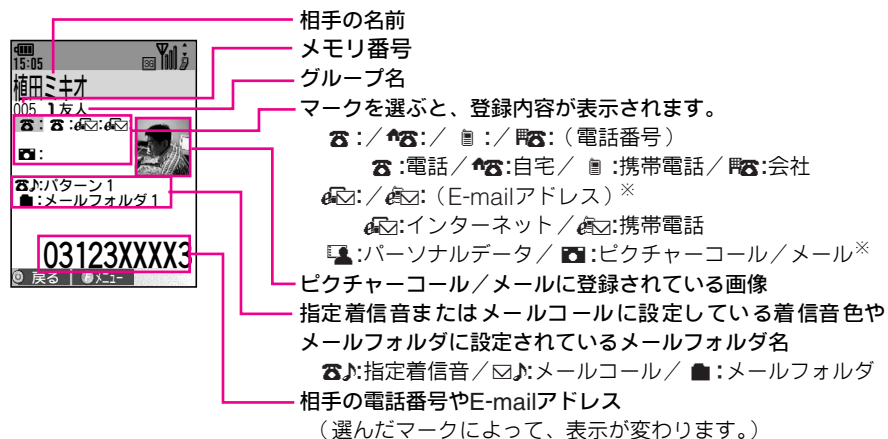 相手の名前
メモリ番号
グループ名
マークを選ぶと、登録内容が表示されます。
:/:/:/:(電話番号)
:電話/:自宅/:携帯電話/:会社
:/:(E-mailアドレス)※
:インターネット/:携帯電話
:パーソナルデータ/:ピクチャーコール/メール※
ピクチャーコール/メールに登録されている画像
指定着信音またはメールコールに設定している着信音色や
メールフォルダに設定されているメールフォルダ名
:指定着信音/:メールコール/:メールフォルダ
相手の電話番号やE-mailアドレス
(選んだマークによって、表示が変わります。)
15:05
植田ミキオ
005 1友人
:パターン1
:メールフォルダ1
03123XXXX3
戻る メニュー